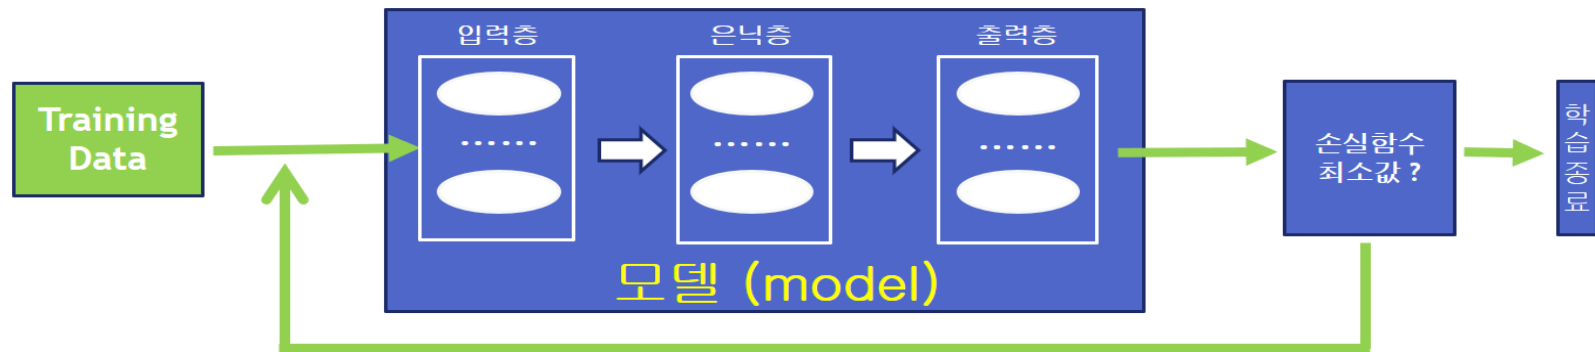 Training
Data
입력층
은닉층
출력층
......
......
......
모델 (model)
손실함수
최소값 ?
학
습
종
료